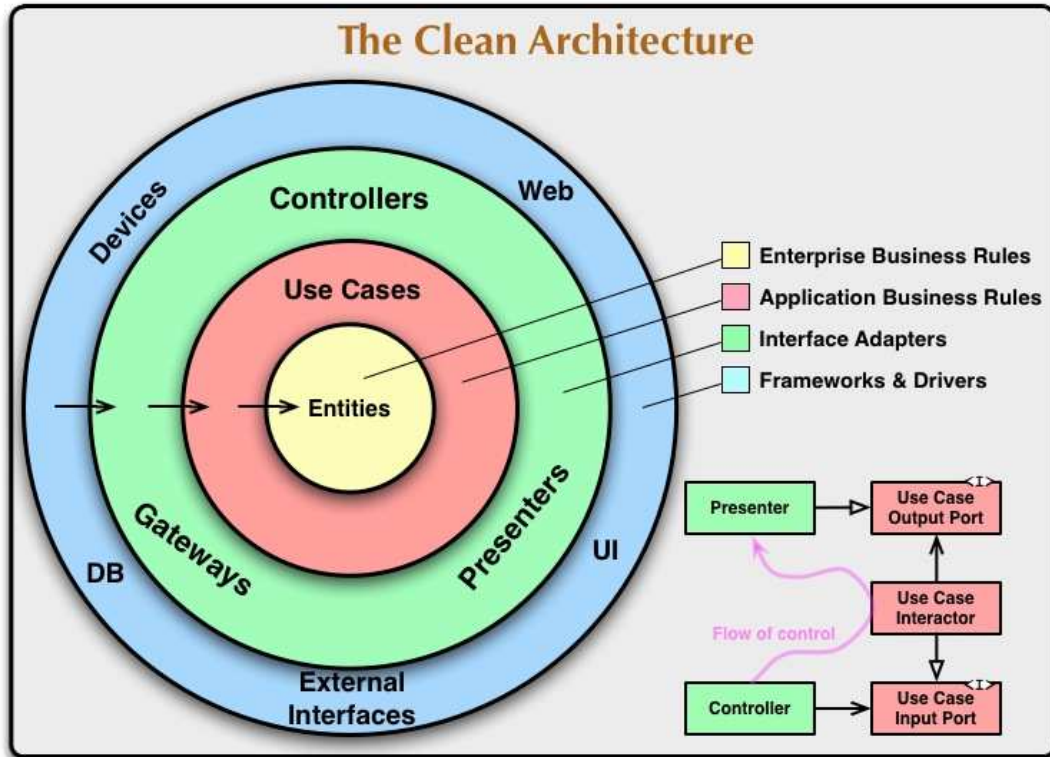 The Clean Architecture
Devices
Controllers
Web
Use Cases
Entities
Gateways
Presenters
DB
UI
External
Interfaces
Enterprise Business Rules
Application Business Rules
Interface Adapters
Frameworks & Drivers
Presenter
<I>
Use Case
Output Port
Flow of control
Use Case
Interactor
Controller
<I>
Use Case
Input Port